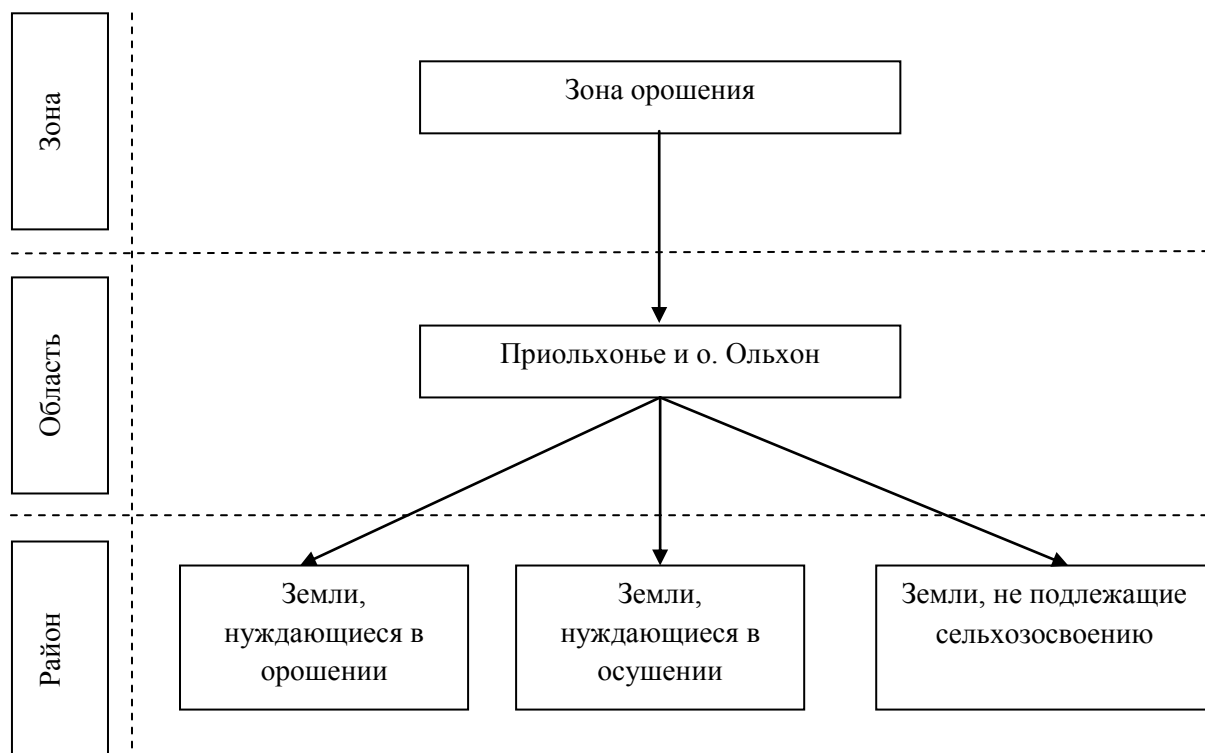 Зона
Зона орошения
Область
Приольхонье и о. Ольхон
Район
Земли,
нуждающиеся в
орошении
Земли,
нуждающиеся в
осушении
Земли, не подлежащие
сельхозосвоению